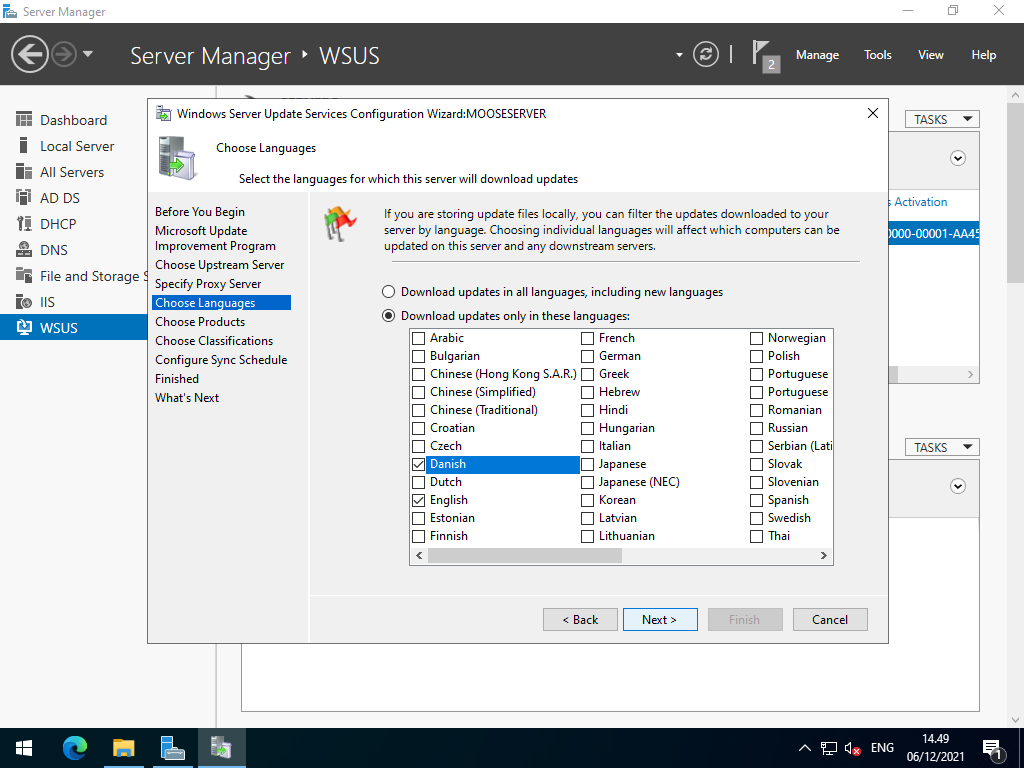 Server Manager
Server Manager ‣ WSUS
2
Manage
Tools
View
Help
Dashboard
Local Server
All Servers
AD DS
DHCP
DNS
File and Storage S
IIS
WSUS
TASKS
s Activation
0000-00001-AA45
TASKS
Windows Server Update Services Configuration Wizard:MOOSESERVER
Choose Languages
Select the languages for which this server will download updates
Before You Begin
Microsoft Update
Improvement Program
Choose Upstream Server
Specify Proxy Server
Choose Languages
Choose Products
Choose Classifications
Configure Sync Schedule
Finished
What's Next
If you are storing update files locally, you can filter the updates downloaded to your
server by language. Choosing individual languages will affect which computers can be
updated on this server and any downstream servers.
Download updates in all languages, including new languages
Download updates only in these languages:
Arabic
Bulgarian
Chinese (Hong Kong S.A.R.)
Chinese (Simplified)
Chinese (Traditional)
Croatian
Czech
Danish
Dutch
English
Estonian
Finnish
French
German
Greek
Hebrew
Hindi
Hungarian
Italian
Japanese
Japanese (NEC)
Korean
Latvian
Lithuanian
Norwegian
Polish
Portuguese
Portuguese
Romanian
Russian
Serbian (Lati
Slovak
Slovenian
Spanish
Swedish
Thai
< Back
Next >
Finish
Cancel
ENG
14.49
06/12/2021
1